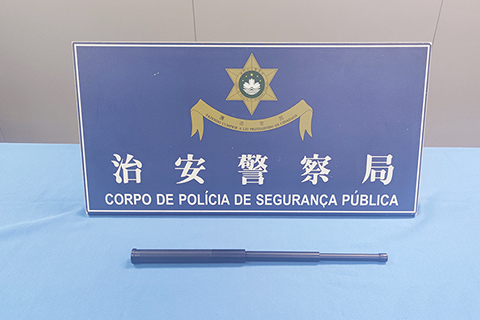 治安警察局
CORPO DE POLÍCIA DE SEGURANÇA PÚBLICA